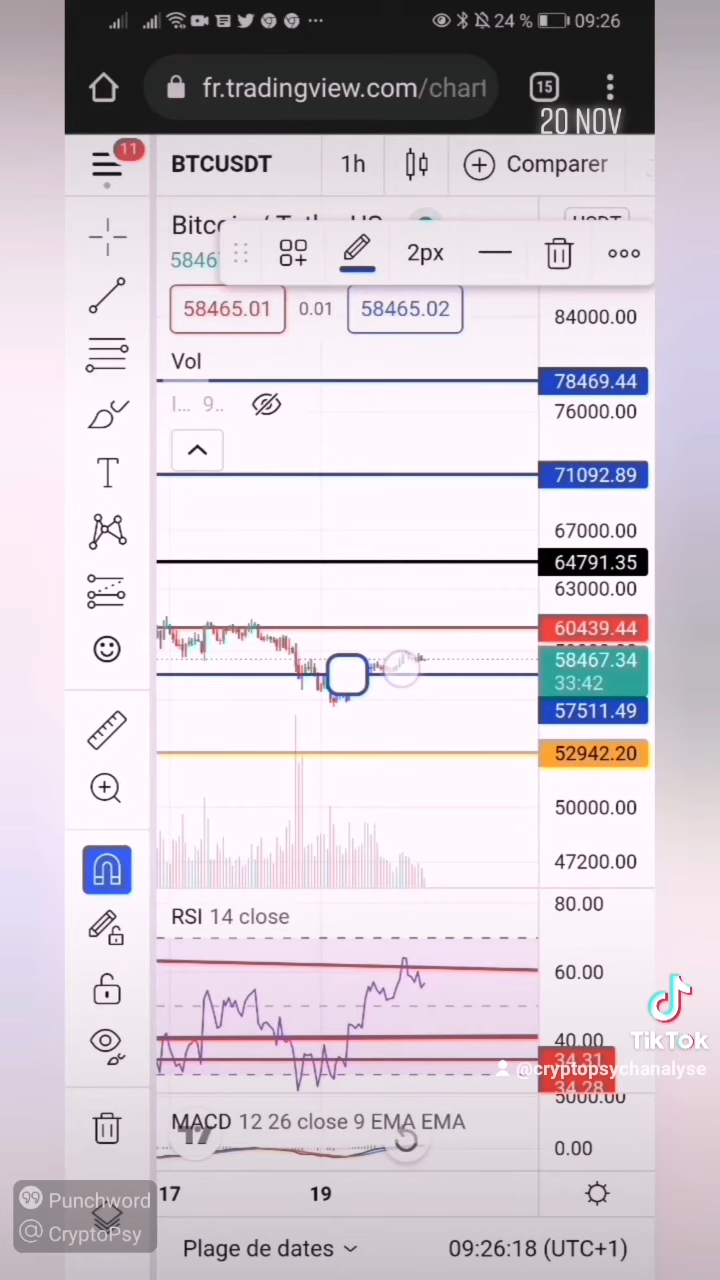 24 % 09:26
fr.tradingview.com/chart
15
20 NOV
11
BTCUSDT 1h Comparer
USDT
5846
2px
58465.01 0.01 58465.02
84000.00
Vol
78469.44
I... 9..
76000.00
71092.89
67000.00
64791.35
63000.00
60439.44
58467.34
33:42
57511.49
52942.20
50000.00
47200.00
RSI 14 close
80.00
60.00
TikTok
40.00
34.31
@cryptopsychanalyse
34.28
MACD 12 26 close 9 EMA EMA
0.00
17 19
Punchword
@ CryptoPsy
Plage de dates 09:26:18 (UTC+1)